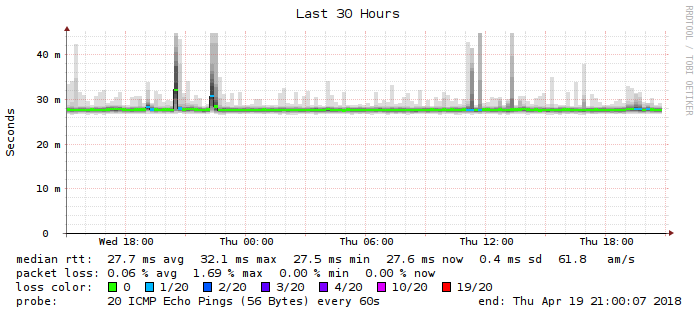 Last 30 Hours
RRDTOOL / TOBI OETIKER
Seconds
40 m
30 m
20 m
10 m
0
Wed 18:00 Thu 00:00 Thu 06:00 Thu 12:00 Thu 18:00
median rtt: 27.7 ms avg 32.1 ms max 27.5 ms min 27.6 ms now 0.4 ms sd 61.8 am/s
packet loss: 0.06 % avg 1.69 % max 0.00 % min 0.00 % now
loss color: 0 1/20 2/20 3/20 4/20 10/20 19/20
probe: 20 ICMP Echo Pings (56 Bytes) every 60s end: Thu Apr 19 21:00:07 2018